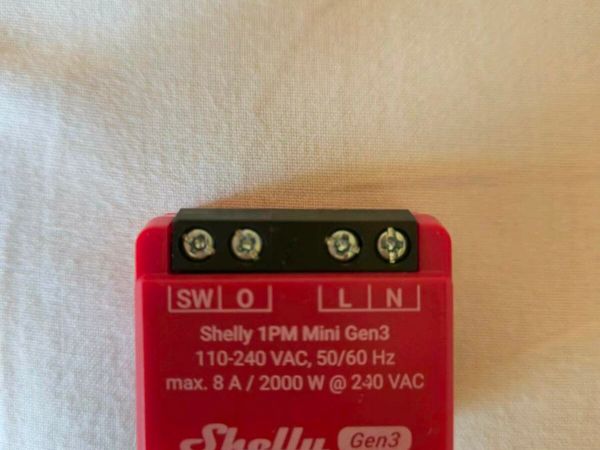 SW O L N
Shelly 1PM Mini Gen3
110-240 VAC, 50/60 Hz
max. 8 A / 2000 W @ 240 VAC
Shelly Gen3